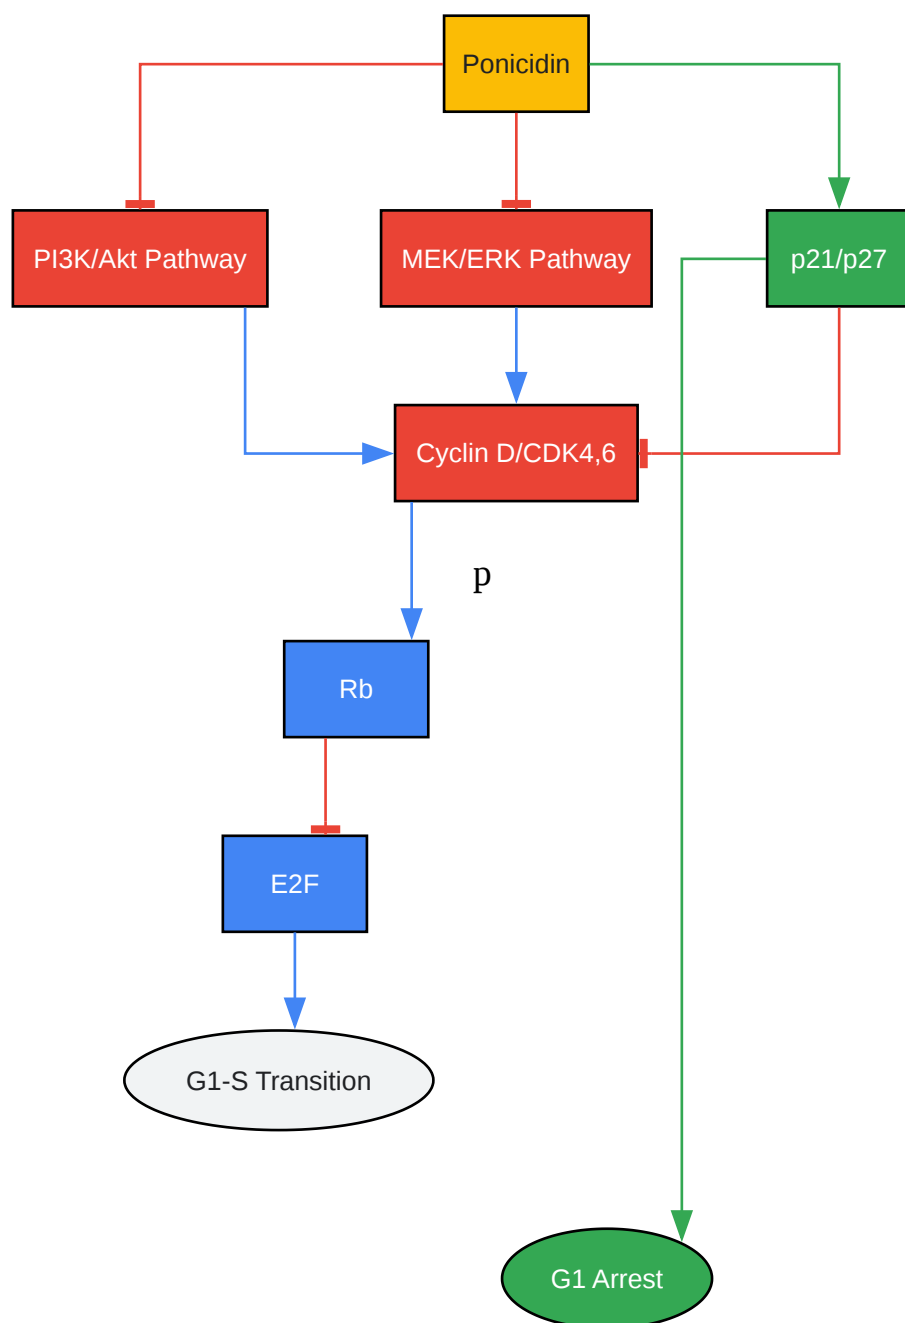 Ponicidin
PI3K/Akt Pathway
MEK/ERK Pathway
p21/p27
Cyclin D/CDK4,6
p
Rb
E2F
G1-S Transition
G1 Arrest